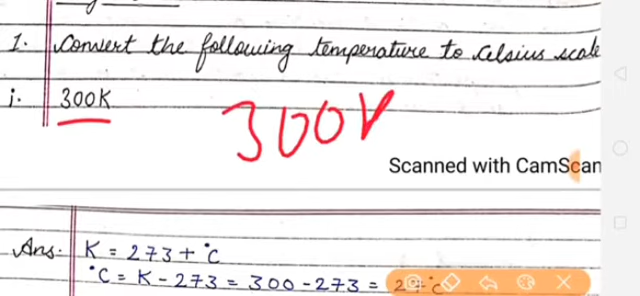 1. Convert the following temperature to Celsius scale
i. 300K
300K
Scanned with CamScan
Ans. K = 273 + °C
°C = K - 273 = 300 - 273 =